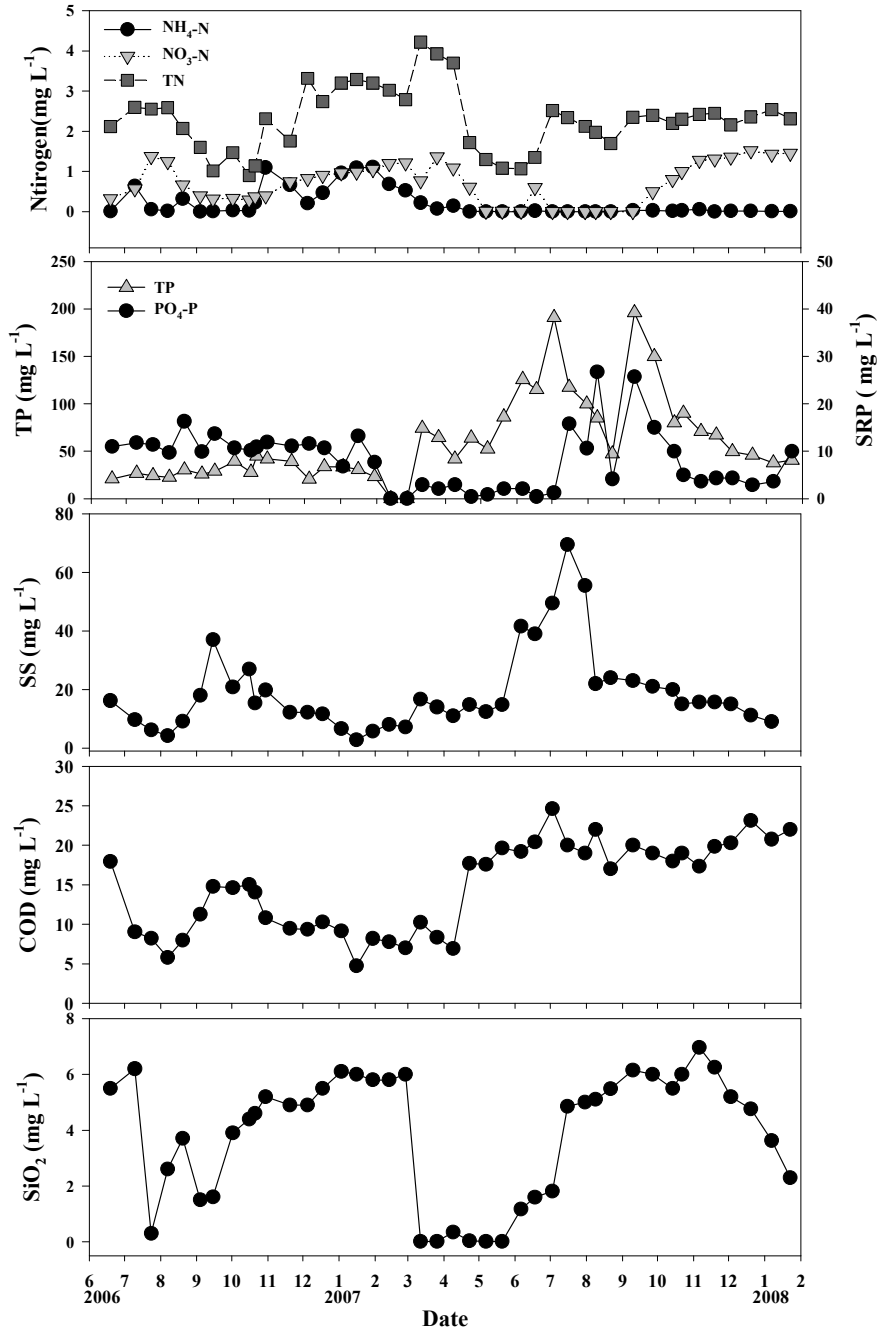 NH4-N
NO3-N
TN
Ntirogen(mg L-1)
6
5
4
3
2
1
0
TP
PO4-P
TP (mg L-1)
250
200
150
100
50
0
SRP ( mg L-1)
50
40
30
20
10
0
SS (mg L-1)
80
60
40
20
0
COD (mg L-1)
30
25
20
15
10
5
0
SiO2 (mg L-1)
8
6
4
2
0
6 7 8 9 10 11 12 1 2 3 4 5 6 7 8 9 10 11 12 1 2
2006 2007 2008
Date